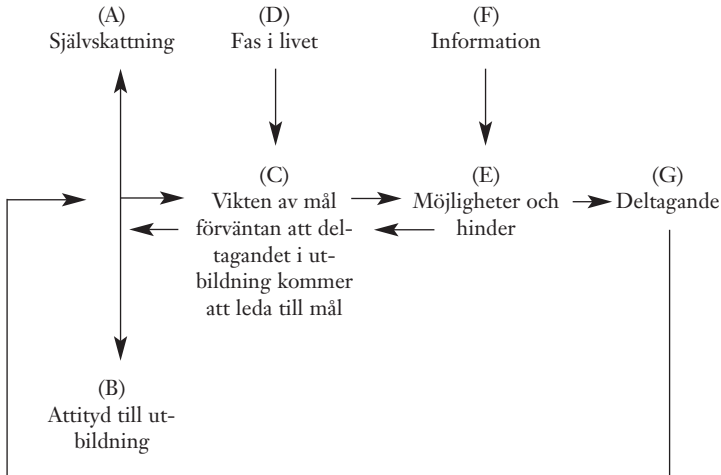 (A)
Självskattning
(D)
Fas i livet
(F)
Information
(C)
Vikten av mål
förväntan att del-
tagandet i ut-
bildning kommer
att leda till mål
(E)
Möjligheter och
hinder
(G)
Deltagande
(B)
Attityd till ut-
bildning